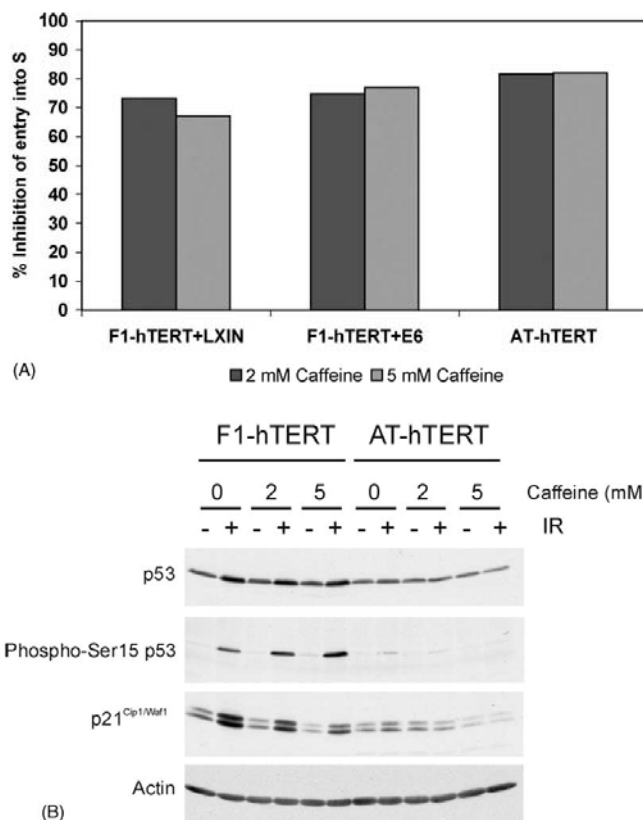 100
90
80
70
60
50
40
30
20
10
0
% Inhibition of entry into S
F1-hTERT+LXIN F1-hTERT+E6 AT-hTERT
(A)
2 mM Caffeine 5 mM Caffeine
F1-hTERT AT-hTERT
0 2 5 0 2 5 Caffeine (mM
- + - + - + - + - + - + IR
p53
Phospho-Ser15 p53
p21Cip1/Waf1
Actin
(B)